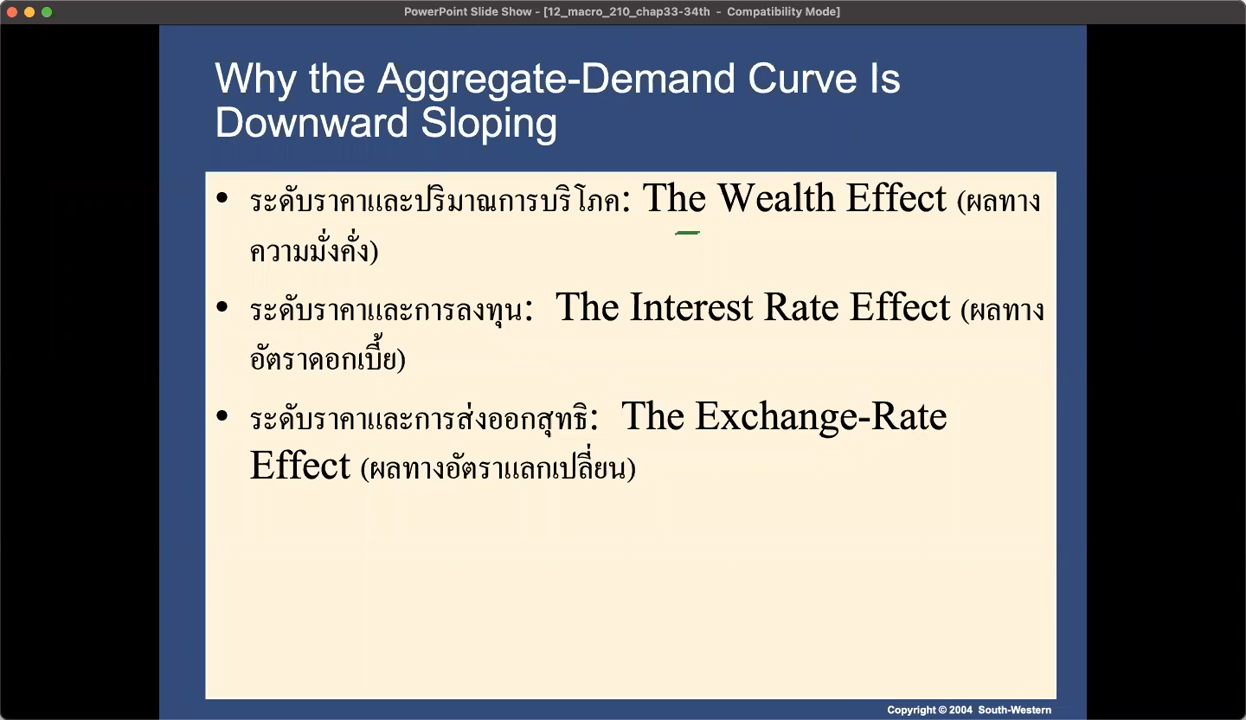 PowerPoint Slide Show - [12_macro_210_chap33-34th - Compatibility Mode]
Why the Aggregate-Demand Curve Is
Downward Sloping
• ระดับราคาและปริมาณการบริโภค: The Wealth Effect (ผลทาง
ความมั่งคั่ง)
• ระดับราคาและการลงทุน: The Interest Rate Effect (ผลทาง
อัตราดอกเบี้ย)
• ระดับราคาและการส่งออกสุทธิ: The Exchange-Rate
Effect (ผลทางอัตราแลกเปลี่ยน)
Copyright © 2004 South-Western